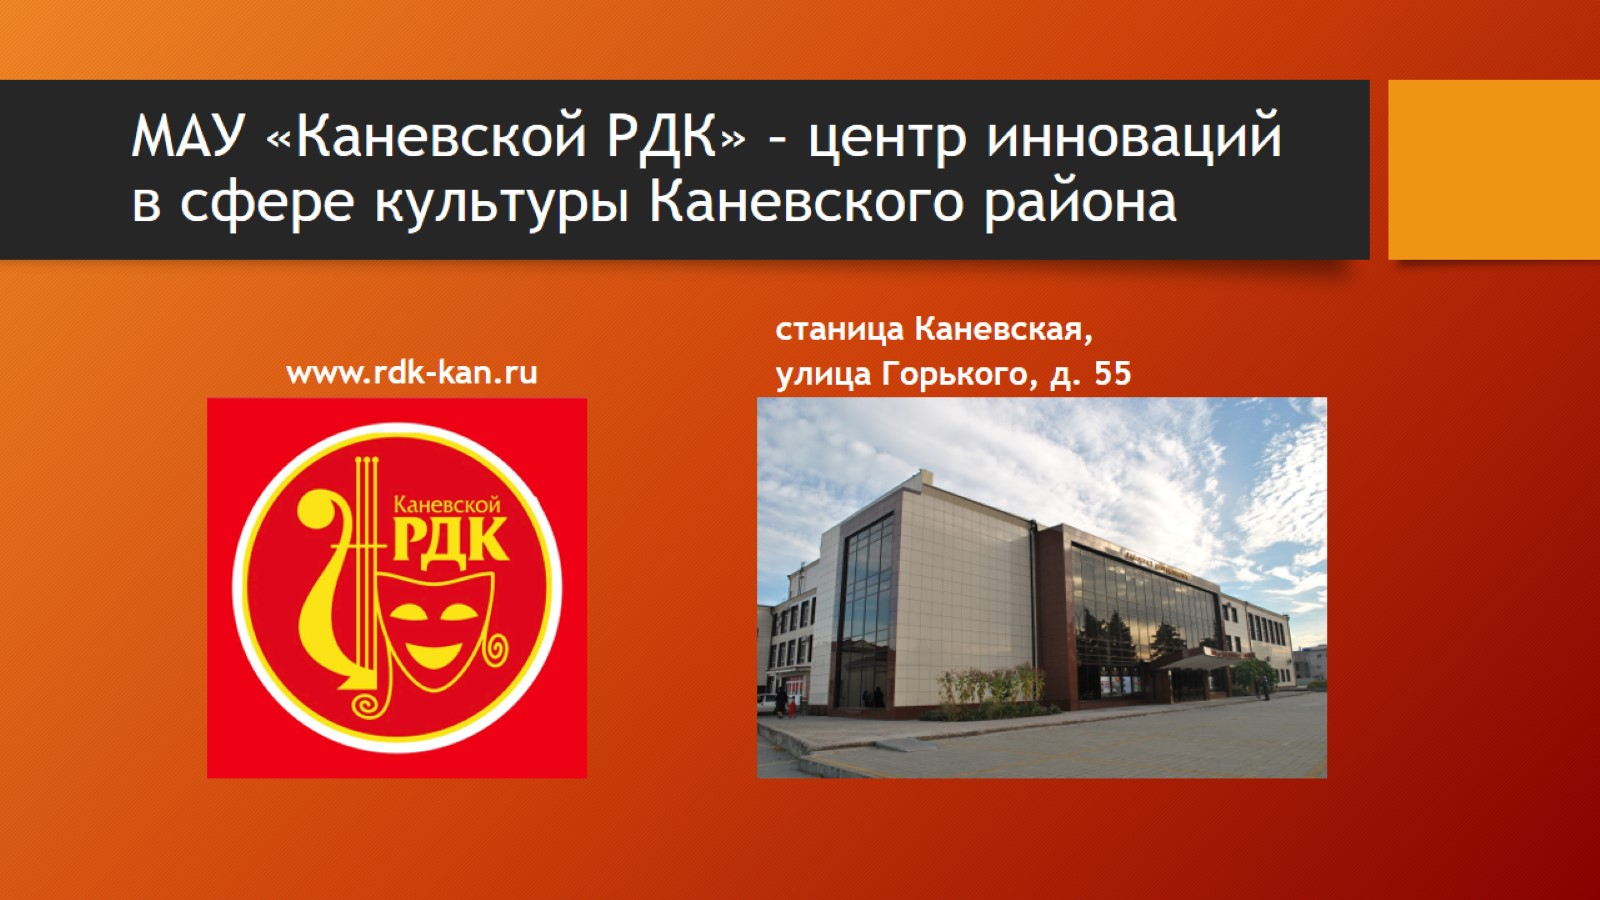 МАУ «Каневской РДК» – центр инноваций
в сфере культуры Каневского района
www.rdk-kan.ru
станица Каневская,
улица Горького, д. 55
Каневской
РДК